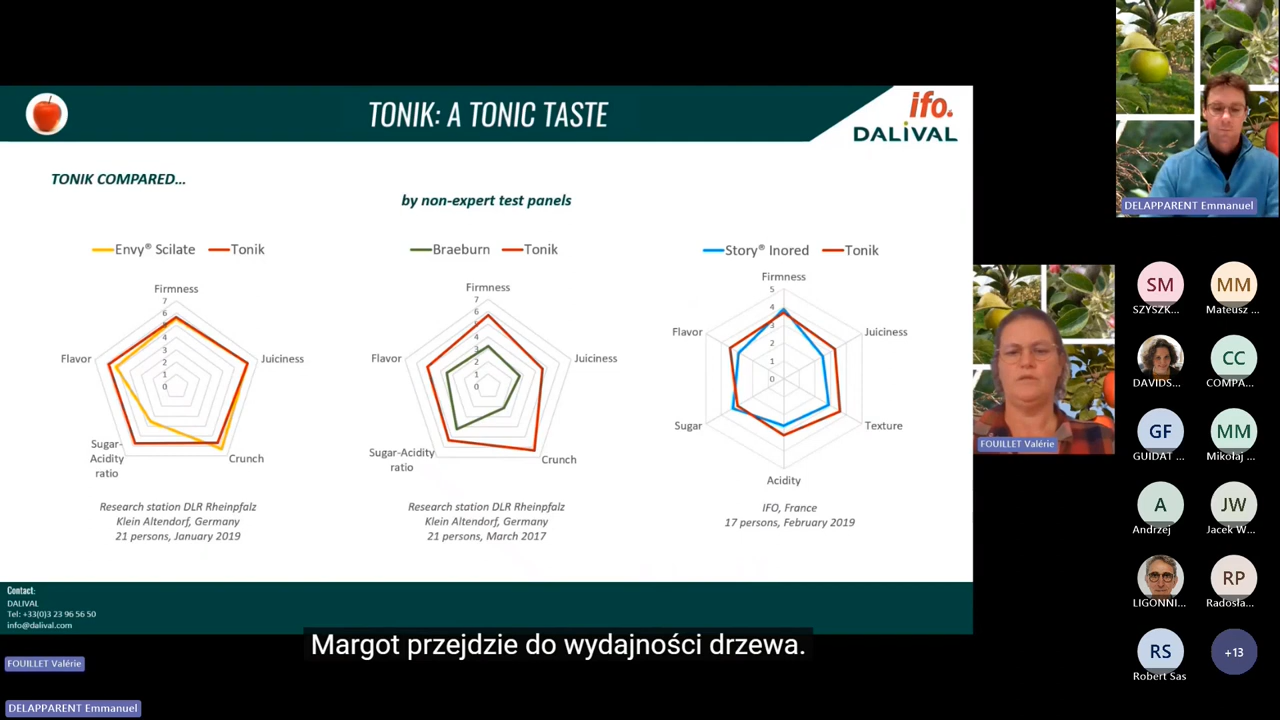 TONIK: A TONIC TASTE
ifo.
DALIVAL
TONIK COMPARED...
by non-expert test panels
Envy® Scilate Tonik
Firmness
7
6
5
4
3
2
1
0
Flavor
Juiciness
Sugar-
Acidity
ratio
Crunch
Research station DLR Rheinpfalz
Klein Altendorf, Germany
21 persons, January 2019
Braeburn Tonik
Firmness
7
6
5
4
3
2
1
0
Flavor
Juiciness
Sugar-Acidity
ratio
Crunch
Research station DLR Rheinpfalz
Klein Altendorf, Germany
21 persons, March 2017
Story® Inored Tonik
Firmness
5
4
3
2
1
0
Flavor
Juiciness
Sugar
Texture
Acidity
IFO, France
17 persons, February 2019
Contact:
DALIVAL
Tel: +33(0)3 23 96 56 50
info@dalival.com
Margot przejdzie do wydajności drzewa.
FOUILLET Valérie
DELAPPARENT Emmanuel
DELAPPARENT Emmanuel
FOUILLET Valérie
SM
SZYSZK...
MM
Mateusz ...
DAVIDS...
CC
COMPA...
GF
GUIDAT ...
MM
Mikołaj ...
A
Andrzej
JW
Jacek W...
LIGONNI...
RP
Radosła...
RS
Robert Sas
+13